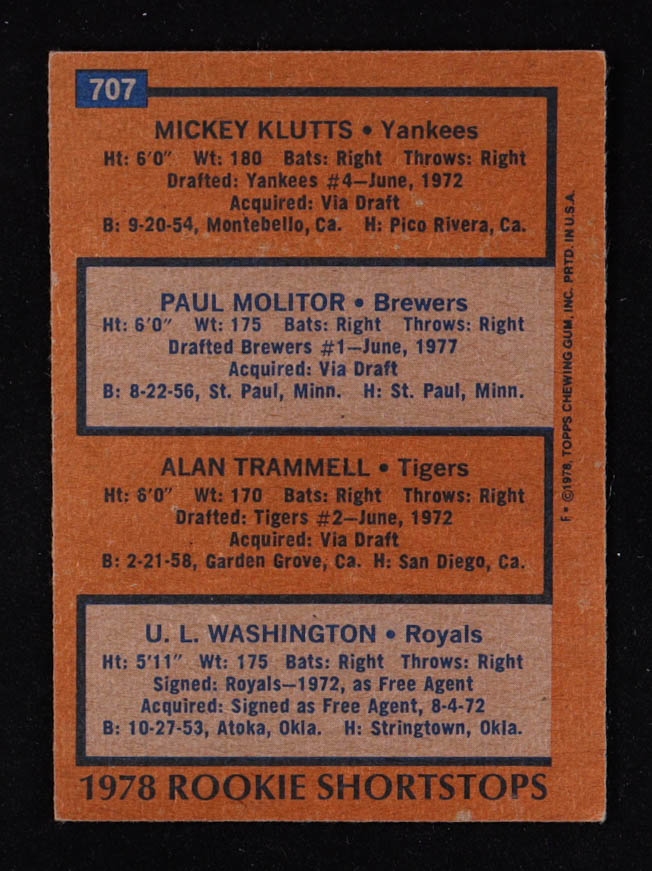 707
MICKEY KLUTTS • Yankees
Ht: 6'0" Wt: 180 Bats: Right Throws: Right
Drafted: Yankees #4—June, 1972
Acquired: Via Draft
B: 9-20-54, Montebello, Ca. H: Pico Rivera, Ca.
PAUL MOLITOR • Brewers
Ht: 6'0" Wt: 175 Bats: Right Throws: Right
Drafted Brewers #1—June, 1977
Acquired: Via Draft
B: 8-22-56, St. Paul, Minn. H: St. Paul, Minn.
ALAN TRAMMELL • Tigers
Ht: 6'0" Wt: 170 Bats: Right Throws: Right
Drafted: Tigers #2—June, 1972
Acquired: Via Draft
B: 2-21-58, Garden Grove, Ca. H: San Diego, Ca.
U. L. WASHINGTON • Royals
Ht: 5'11" Wt: 175 Bats: Right Throws: Right
Signed: Royals—1972, as Free Agent
Acquired: Signed as Free Agent, 8-4-72
B: 10-27-53, Atoka, Okla. H: Stringtown, Okla.
1978 ROOKIE SHORTSTOPS
F* ©1978, TOPPS CHEWING GUM, INC. PRTD. IN U.S.A.